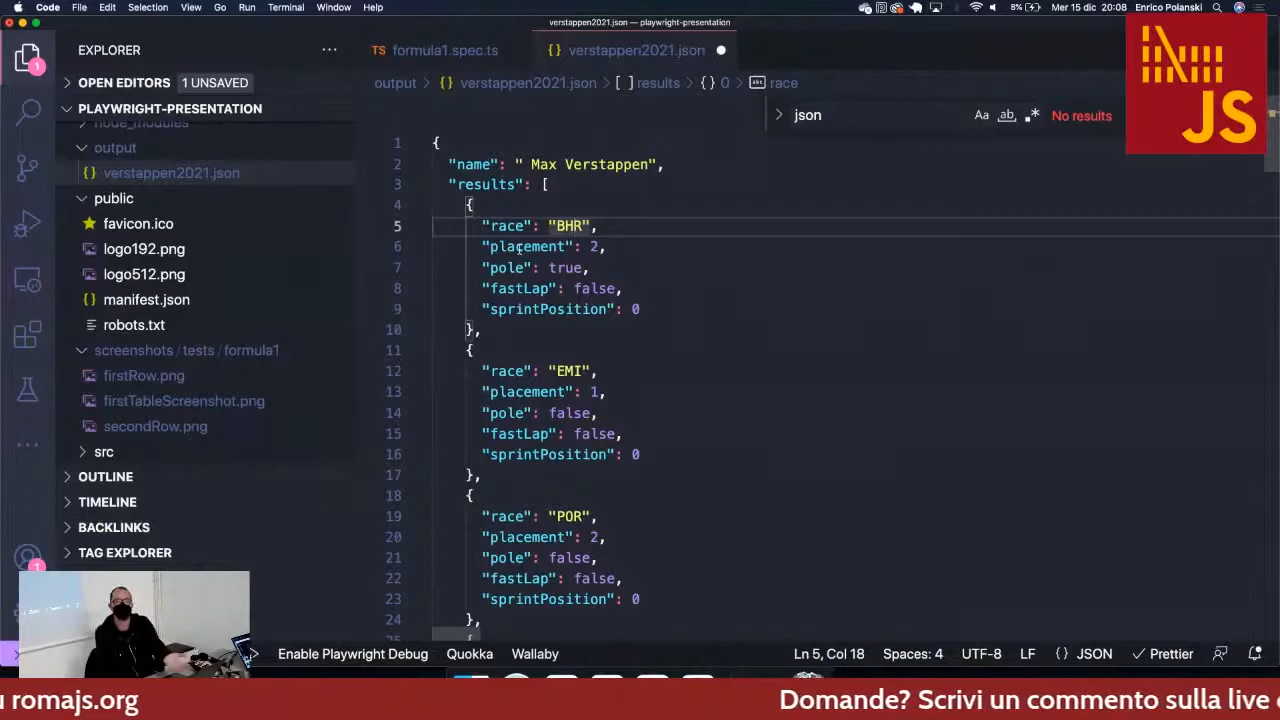 Code File Edit Selection View Go Run Terminal Window Help
8% Mer 15 dic 20:08 Enrico Polanski
verstappen2021.json — playwright-presentation
JS
EXPLORER
TS formula1.spec.ts
{} verstappen2021.json
OPEN EDITORS 1 UNSAVED
output > {} verstappen2021.json > [ ] results > {} 0 > race
PLAYWRIGHT-PRESENTATION
json Aa ab No results
node_modules
output
{} verstappen2021.json
public
favicon.ico
logo192.png
logo512.png
{} manifest.json
robots.txt
screenshots / tests / formula1
firstRow.png
firstTableScreenshot.png
secondRow.png
src
OUTLINE
TIMELINE
BACKLINKS
TAG EXPLORER
1
1
1 {
2 "name": " Max Verstappen",
3 "results": [
4 {
5 "race": "BHR",
6 "placement": 2,
7 "pole": true,
8 "fastLap": false,
9 "sprintPosition": 0
10 },
11 {
12 "race": "EMI",
13 "placement": 1,
14 "pole": false,
15 "fastLap": false,
16 "sprintPosition": 0
17 },
18 {
19 "race": "POR",
20 "placement": 2,
21 "pole": false,
22 "fastLap": false,
23 "sprintPosition": 0
24 },
25 {
Enable Playwright Debug Quokka Wallaby Ln 5, Col 18 Spaces: 4 UTF-8 LF {} JSON Prettier
u romajs.org Domande? Scrivi un commento sulla live